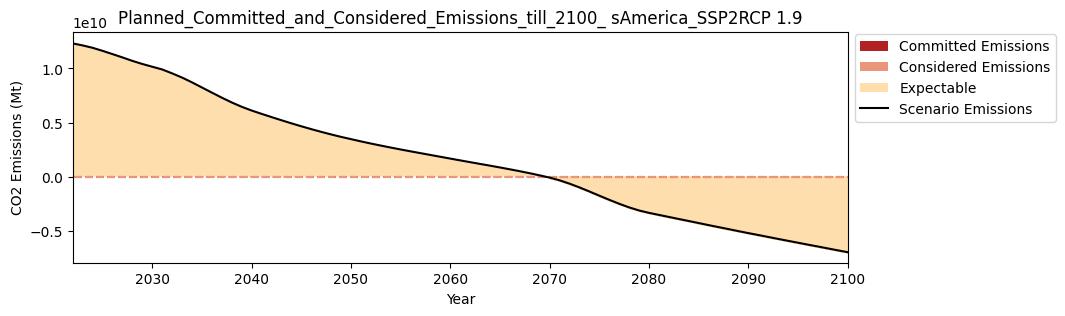 Planned_Committed_and_Considered_Emissions_till_2100_ sAmerica_SSP2RCP 1.9
1e10
1.0
0.5
0.0
−0.5
CO2 Emissions (Mt)
2030 2040 2050 2060 2070 2080 2090 2100
Year
Committed Emissions
Considered Emissions
Expectable
Scenario Emissions